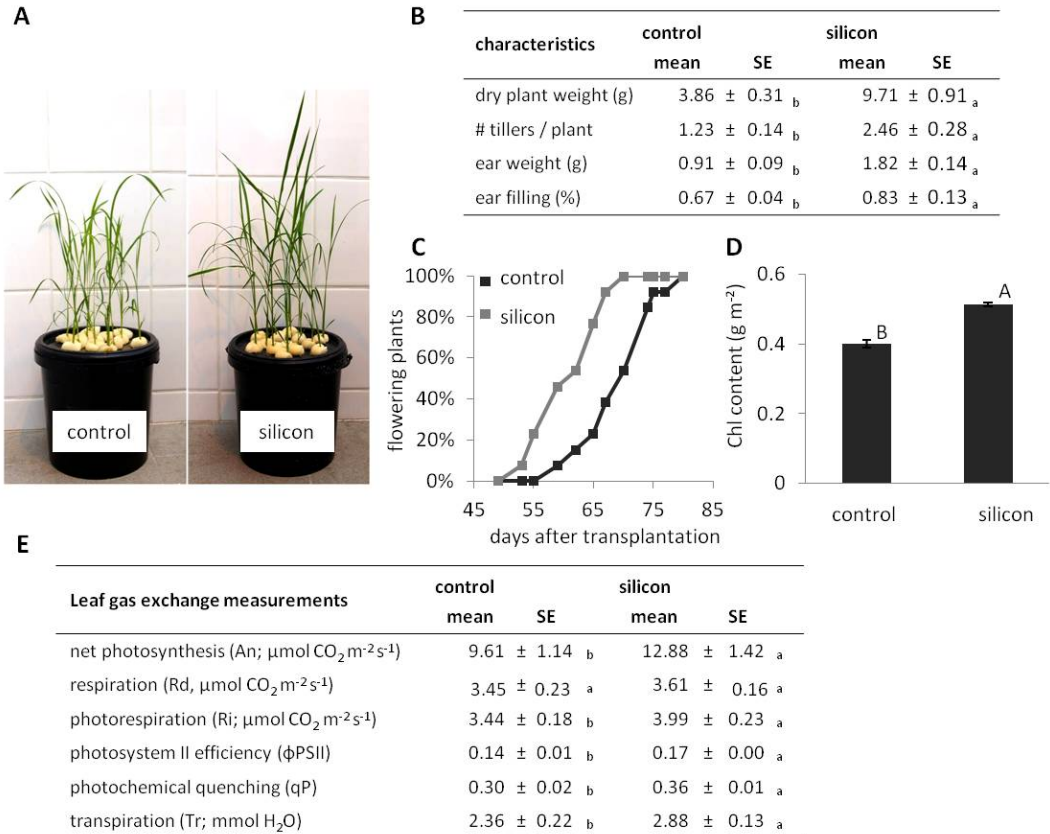 A
control
silicon
B
characteristics control silicon
mean SE mean SE
dry plant weight (g) 3.86 ± 0.31 b 9.71 ± 0.91 a
# tillers / plant 1.23 ± 0.14 b 2.46 ± 0.28 a
ear weight (g) 0.91 ± 0.09 b 1.82 ± 0.14 a
ear filling (%) 0.67 ± 0.04 b 0.83 ± 0.13 a
C
flowering plants
100%
80%
60%
40%
20%
0%
control
silicon
45 55 65 75 85
days after transplantation
D
Chl content (g m⁻²)
0.6
0.4
0.2
0
B
A
control silicon
E
Leaf gas exchange measurements control silicon
mean SE mean SE
net photosynthesis (An; μmol CO₂ m⁻² s⁻¹) 9.61 ± 1.14 b 12.88 ± 1.42 a
respiration (Rd, μmol CO₂ m⁻² s⁻¹) 3.45 ± 0.23 a 3.61 ± 0.16 a
photorespiration (Ri; μmol CO₂ m⁻² s⁻¹) 3.44 ± 0.18 b 3.99 ± 0.23 a
photosystem II efficiency (ϕPSII) 0.14 ± 0.01 b 0.17 ± 0.00 a
photochemical quenching (qP) 0.30 ± 0.02 b 0.36 ± 0.01 a
transpiration (Tr; mmol H₂O) 2.36 ± 0.22 b 2.88 ± 0.13 a